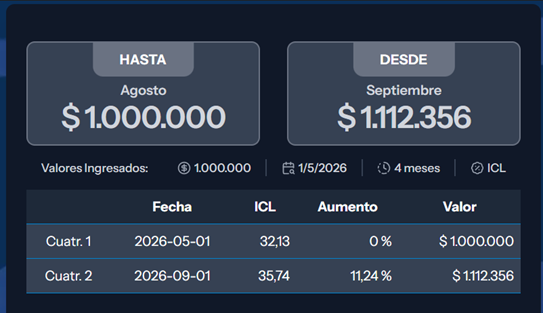 HASTA
Agosto
$ 1.000.000
DESDE
Septiembre
$ 1.112.356
Valores Ingresados: 1.000.000 1/5/2026 4 meses ICL
Fecha ICL Aumento Valor
Cuatr. 1 2026-05-01 32,13 0 % $ 1.000.000
Cuatr. 2 2026-09-01 35,74 11,24 % $ 1.112.356